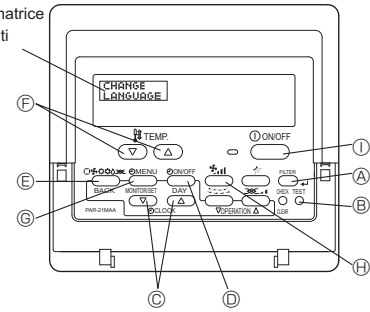 matrice
ti
CHANGE
LANGUAGE
TEMP.
ON/OFF
MENU
ON/OFF
FILTER
BACK
MONITOR/SET
DAY
CHECK
TEST
PAR-21MAA
CLOCK
OPERATION
CLEAR
F
E
G
C
D
H
I
A
B